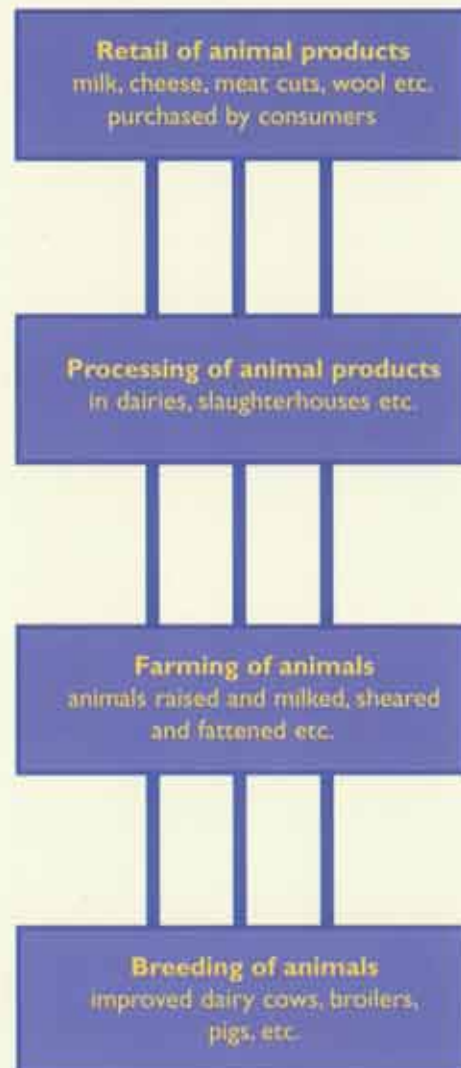 Retail of animal products
milk, cheese, meat cuts, wool etc.
purchased by consumers
Processing of animal products
in dairies, slaughterhouses etc.
Farming of animals
animals raised and milked, sheared
and fattened etc.
Breeding of animals
improved dairy cows, broilers,
pigs, etc.